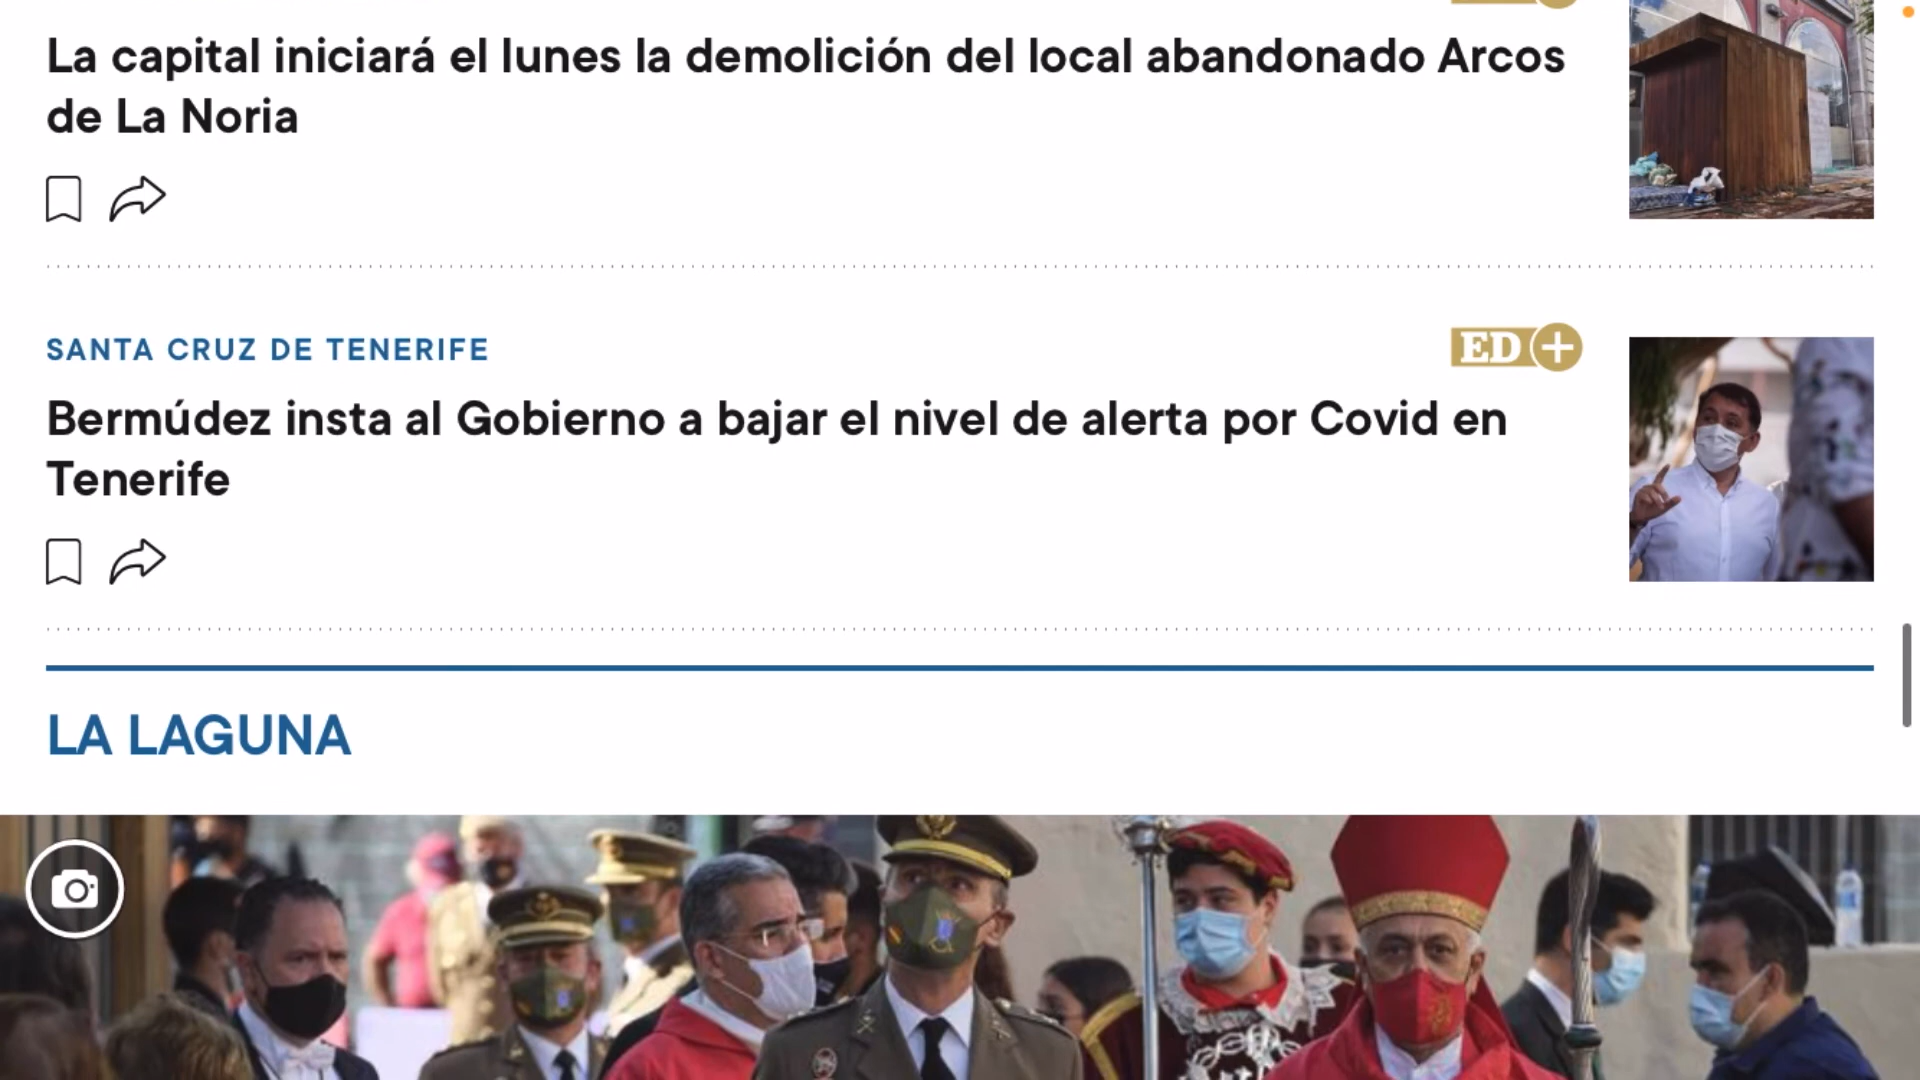 La capital iniciará el lunes la demolición del local abandonado Arcos
de La Noria
SANTA CRUZ DE TENERIFE
ED+
Bermúdez insta al Gobierno a bajar el nivel de alerta por Covid en
Tenerife
LA LAGUNA